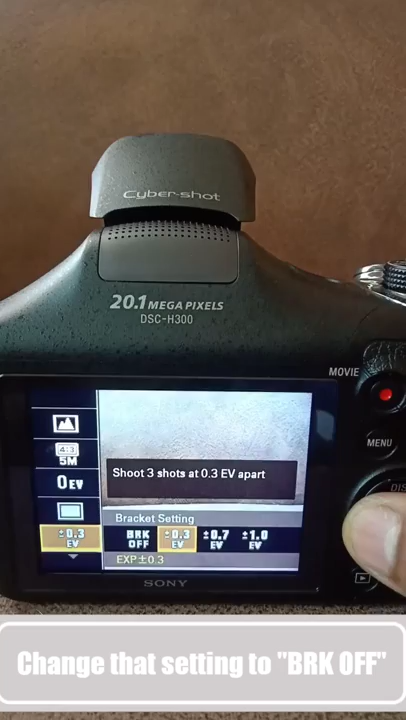 Cyber-shot
20.1 MEGA PIXELS
DSC-H300
MOVIE
MENU
4:3
5M
0EV
Shoot 3 shots at 0.3 EV apart
Bracket Setting
±0.3
EV
BRK
OFF
±0.3
EV
±0.7
EV
±1.0
EV
EXP±0.3
SONY
Change that setting to "BRK OFF"